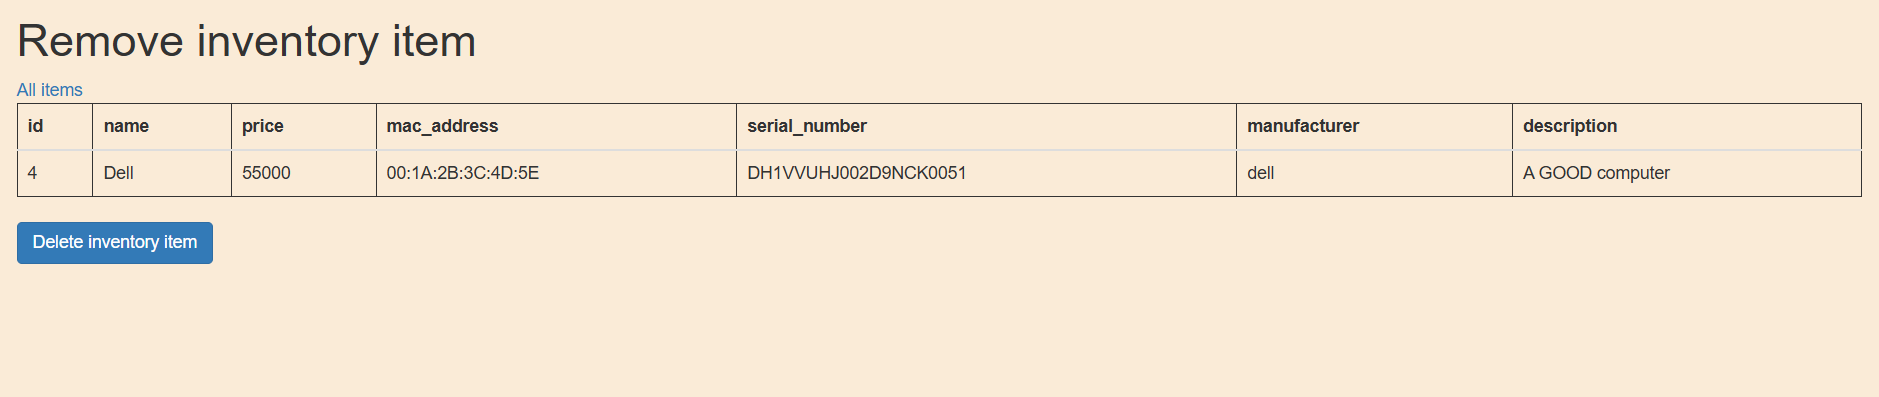 Remove inventory item
All items
id name price mac_address serial_number manufacturer description
4 Dell 55000 00:1A:2B:3C:4D:5E DH1VVUHJ002D9NCK0051 dell A GOOD computer
Delete inventory item